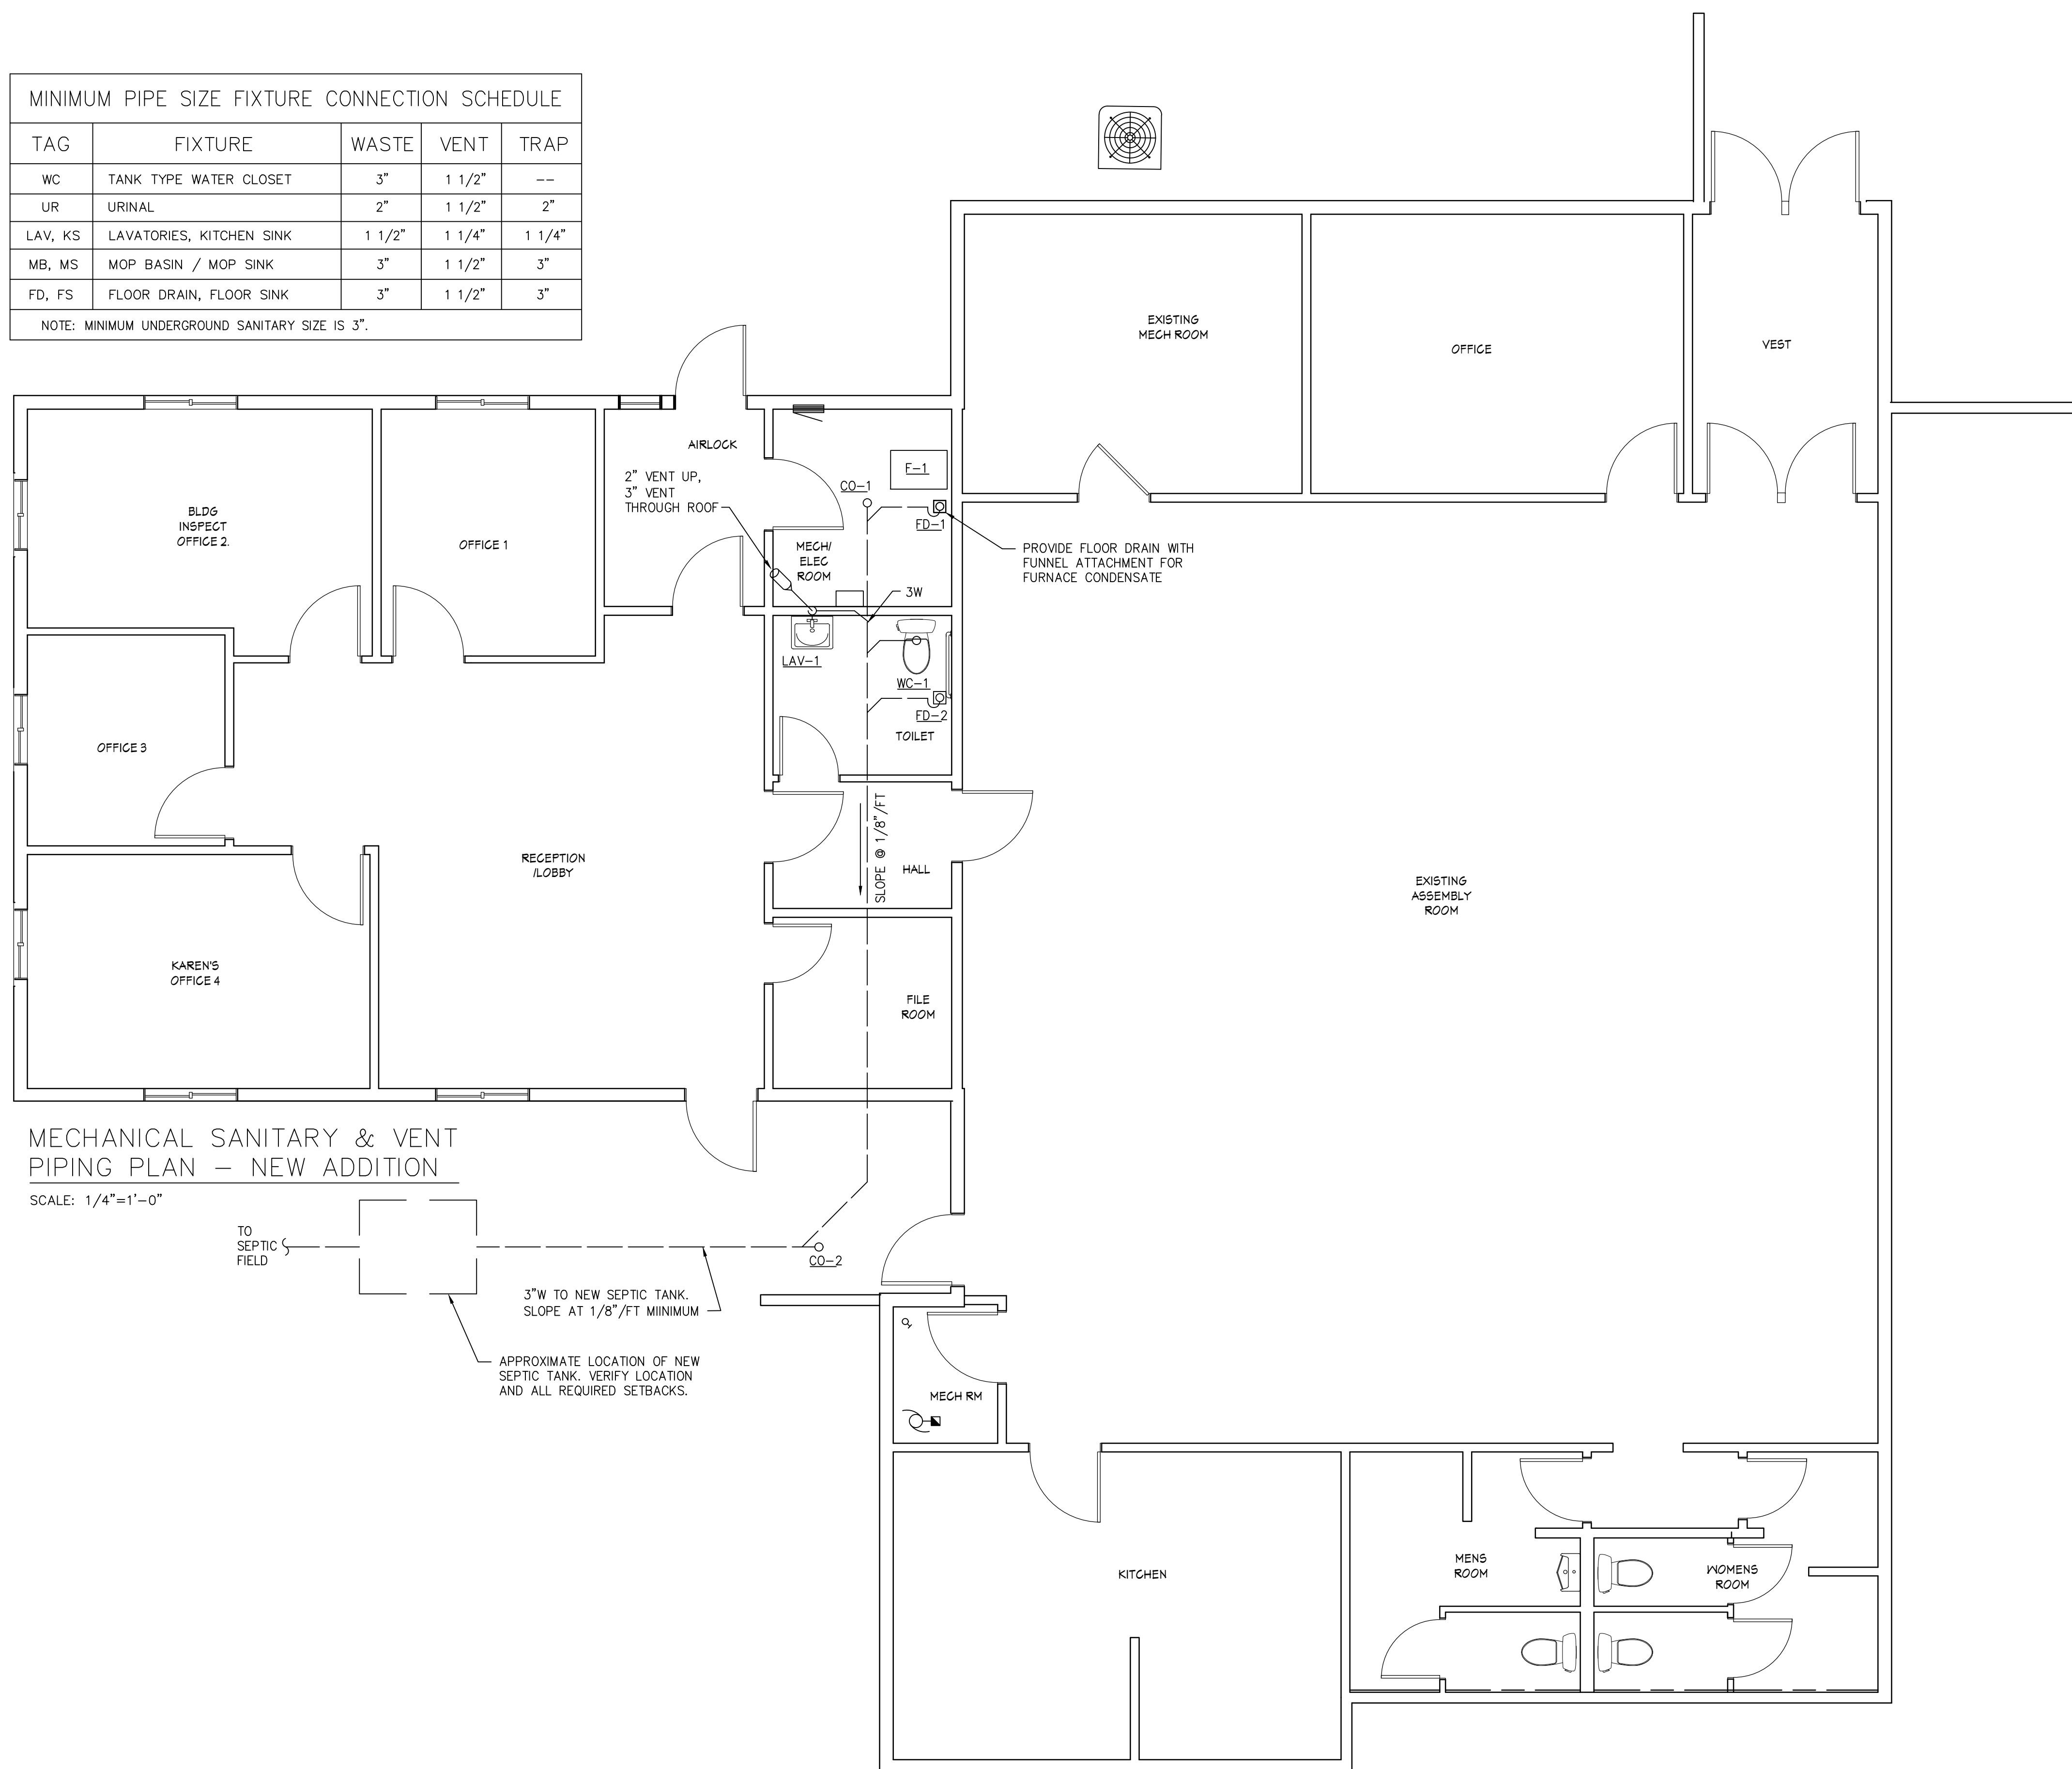 MINIMUM PIPE SIZE FIXTURE CONNECTION SCHEDULE
TAG FIXTURE WASTE VENT TRAP
WC TANK TYPE WATER CLOSET 3" 1 1/2" --
UR URINAL 2" 1 1/2" 2"
LAV, KS LAVATORIES, KITCHEN SINK 1 1/2" 1 1/4" 1 1/4"
MB, MS MOP BASIN / MOP SINK 3" 1 1/2" 3"
FD, FS FLOOR DRAIN, FLOOR SINK 3" 1 1/2" 3"
NOTE: MINIMUM UNDERGROUND SANITARY SIZE IS 3".
EXISTING
MECH ROOM
OFFICE
VEST
AIRLOCK
2" VENT UP,
3" VENT
THROUGH ROOF
F-1
CO-1
FD-1
BLDG
INSPECT
OFFICE 2.
OFFICE 1
MECH/
ELEC
ROOM
PROVIDE FLOOR DRAIN WITH
FUNNEL ATTACHMENT FOR
FURNACE CONDENSATE
3W
LAV-1
WC-1
FD-2
TOILET
OFFICE 3
SLOPE @ 1/8"/FT
HALL
RECEPTION
/LOBBY
EXISTING
ASSEMBLY
ROOM
KAREN'S
OFFICE 4
FILE
ROOM
MECHANICAL SANITARY & VENT
PIPING PLAN - NEW ADDITION
SCALE: 1/4"=1'-0"
TO
SEPTIC
FIELD
CO-2
3"W TO NEW SEPTIC TANK.
SLOPE AT 1/8"/FT MIINIMUM
APPROXIMATE LOCATION OF NEW
SEPTIC TANK. VERIFY LOCATION
AND ALL REQUIRED SETBACKS.
MECH RM
KITCHEN
MENS
ROOM
WOMENS
ROOM